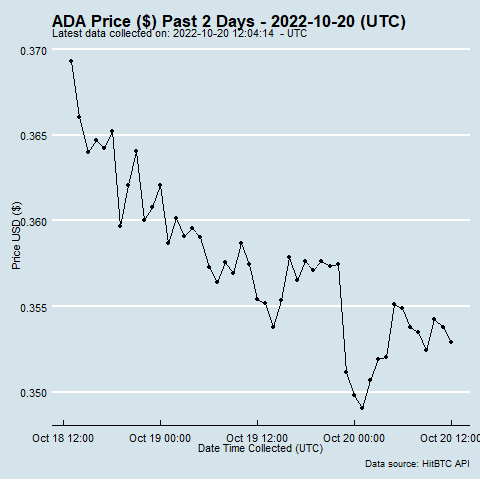 ADA Price ($) Past 2 Days - 2022-10-20 (UTC)
Latest data collected on: 2022-10-20 12:04:14 - UTC
0.370
0.365
0.360
0.355
0.350
Price USD ($)
Oct 18 12:00 Oct 19 00:00 Oct 19 12:00 Oct 20 00:00 Oct 20 12:00
Date Time Collected (UTC)
Data source: HitBTC API